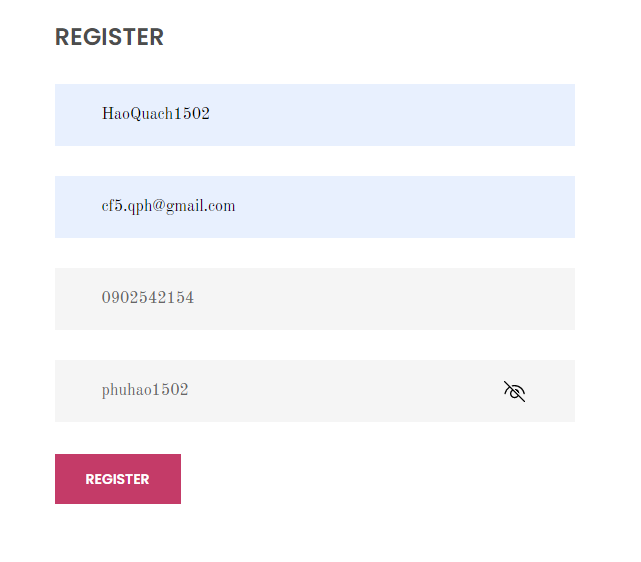 REGISTER
HaoQuach1502
cf5.qph@gmail.com
0902542154
phuhao1502
REGISTER